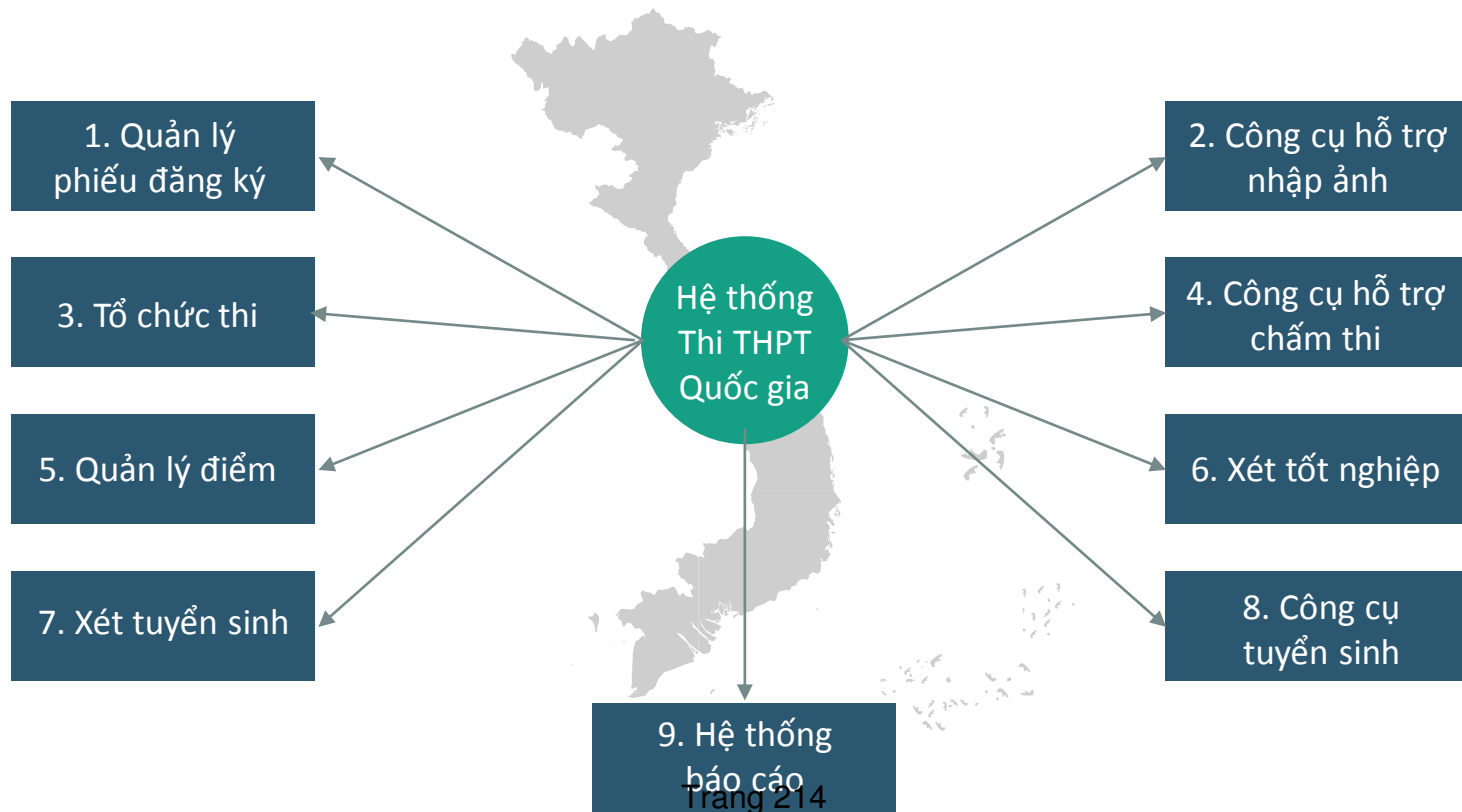 1. Quản lý
phiếu đăng ký
2. Công cụ hỗ trợ
nhập ảnh
Hệ thống
Thi THPT
Quốc gia
3. Tổ chức thi
4. Công cụ hỗ trợ
chấm thi
5. Quản lý điểm
6. Xét tốt nghiệp
7. Xét tuyển sinh
8. Công cụ
tuyển sinh
9. Hệ thống
báo cáo
Trang 214